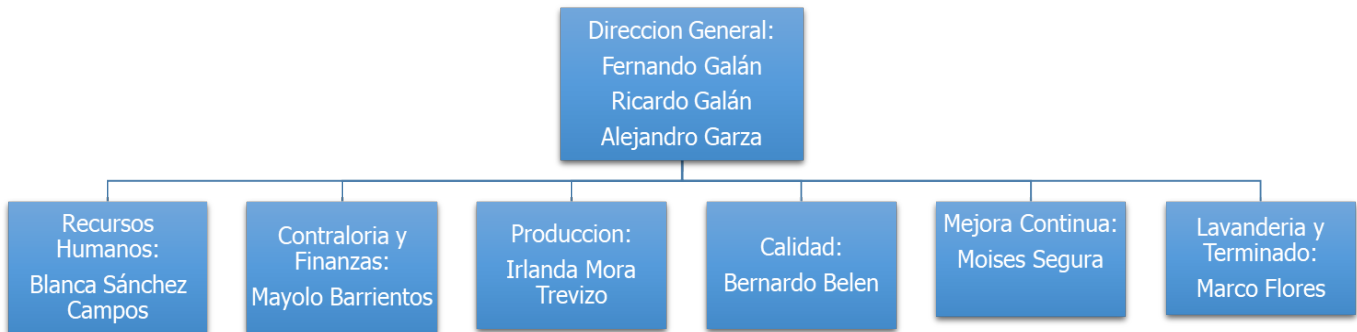 Direccion General:
Fernando Galán
Ricardo Galán
Alejandro Garza
Recursos
Humanos:
Blanca Sánchez
Campos
Contraloria y
Finanzas:
Mayolo Barrientos
Produccion:
Irlanda Mora
Trevizo
Calidad:
Bernardo Belen
Mejora Continua:
Moises Segura
Lavanderia y
Terminado:
Marco Flores